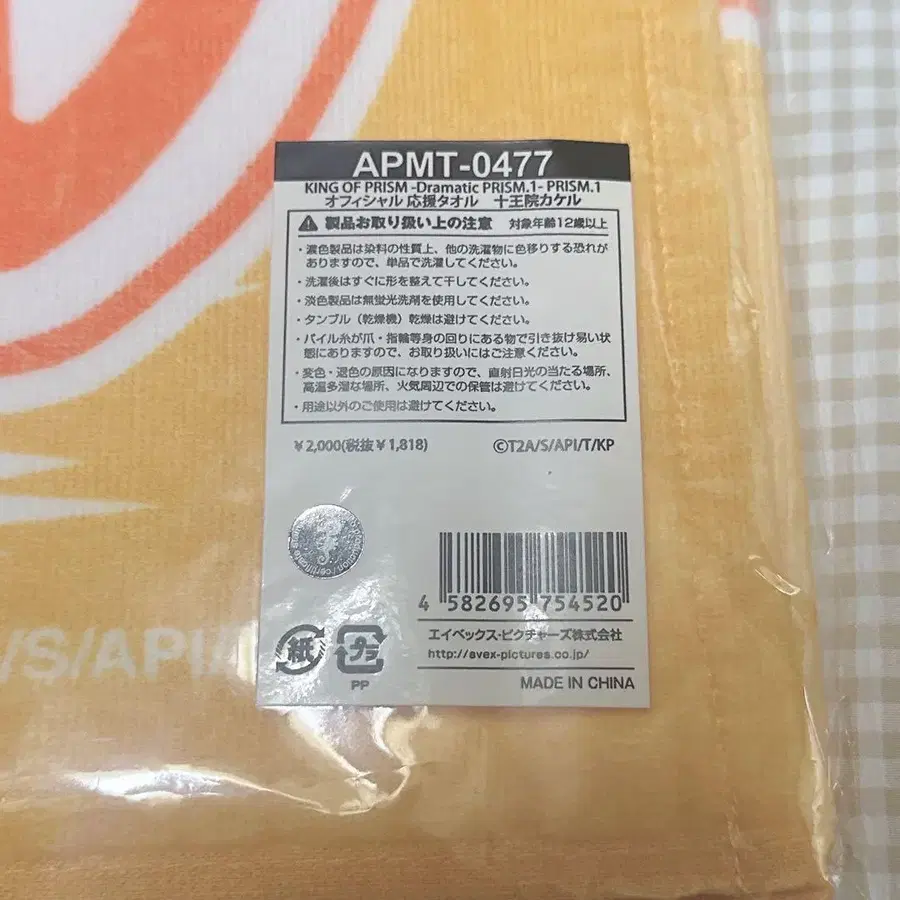 APMT-0477
KING OF PRISM -Dramatic PRISM.1- PRISM.1
オフィシャル 応援タオル 十王院カケル
製品お取り扱い上の注意 対象年齢12歳以上
・濃色製品は染料の性質上、他の洗濯物に色移りする恐れが
ありますので、単品で洗濯してください。
・洗濯後はすぐに形を整えて干してください。
・淡色製品は無蛍光洗剤を使用してください。
・タンブル(乾燥機)乾燥は避けてください。
・パイル糸が爪・指輪等身の回りにある物で引き抜け易い状
態にありますので、お取り扱いにはご注意ください。
・変色・退色の原因になりますので、直射日光の当たる場所、
高温多湿な場所、火気周辺での保管は避けてください。
・用途以外のご使用は避けてください。
¥2,000(税抜¥1,818) ©T2A/S/API/T/KP
4 582695 754520
エイベックス・ピクチャーズ株式会社
http://avex-pictures.co.jp/
紙 プラ
PP
MADE IN CHINA
/S/API/